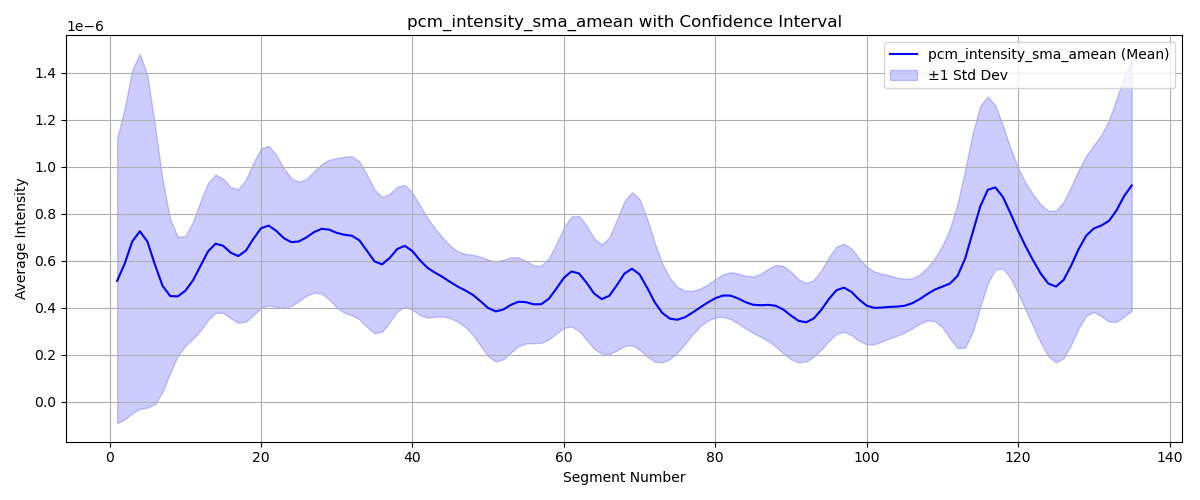 pcm_intensity_sma_amean with Confidence Interval
1e−6
pcm_intensity_sma_amean (Mean)
±1 Std Dev
1.4
1.2
1.0
0.8
0.6
0.4
0.2
0.0
Average Intensity
0 20 40 60 80 100 120 140
Segment Number